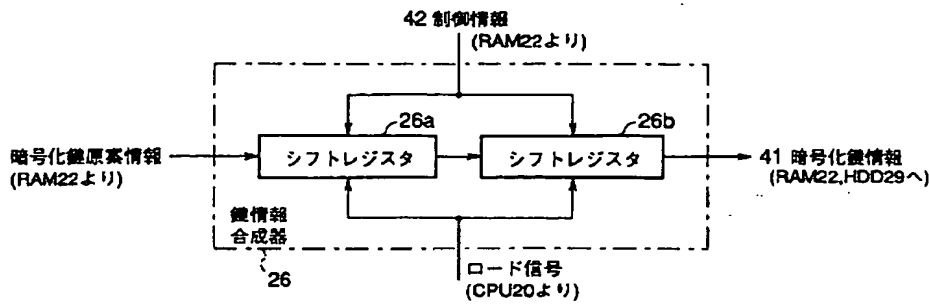 42 制御情報
(RAM22より)
26a
26b
暗号化鍵原案情報
(RAM22より)
シフトレジスタ
シフトレジスタ
41 暗号化鍵情報
(RAM22,HDD29へ)
鍵情報
合成器
26
ロード信号
(CPU20より)